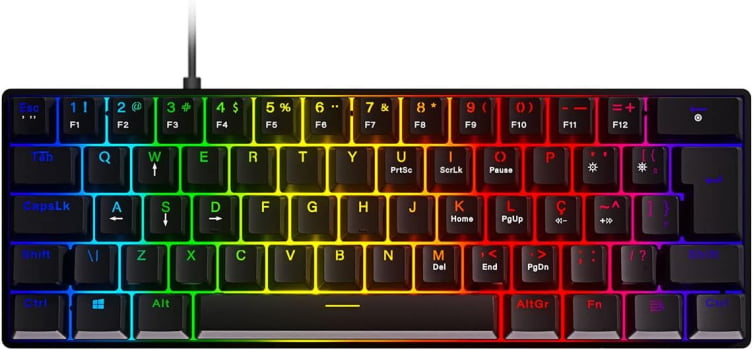 Esc ' " 1 ! F1 2 @ F2 3 # F3 4 $ F4 5 % F5 6 ¨ F6 7 & F7 8 * F8 9 ( F9 0 ) F10 - — F11 = + F12 ←
Tab Q W ↑ E R T Y U PrtSc I ScrLk O Pause P ´ ` [ {
CapsLk A ← S ↓ D → F G H J K Home L PgUp Ç ~ ^ ] }
Shift \ | Z X C V B N M Del , < End . > PgDn ; : / ? Shift
Ctrl Alt AltGr Fn Ctrl